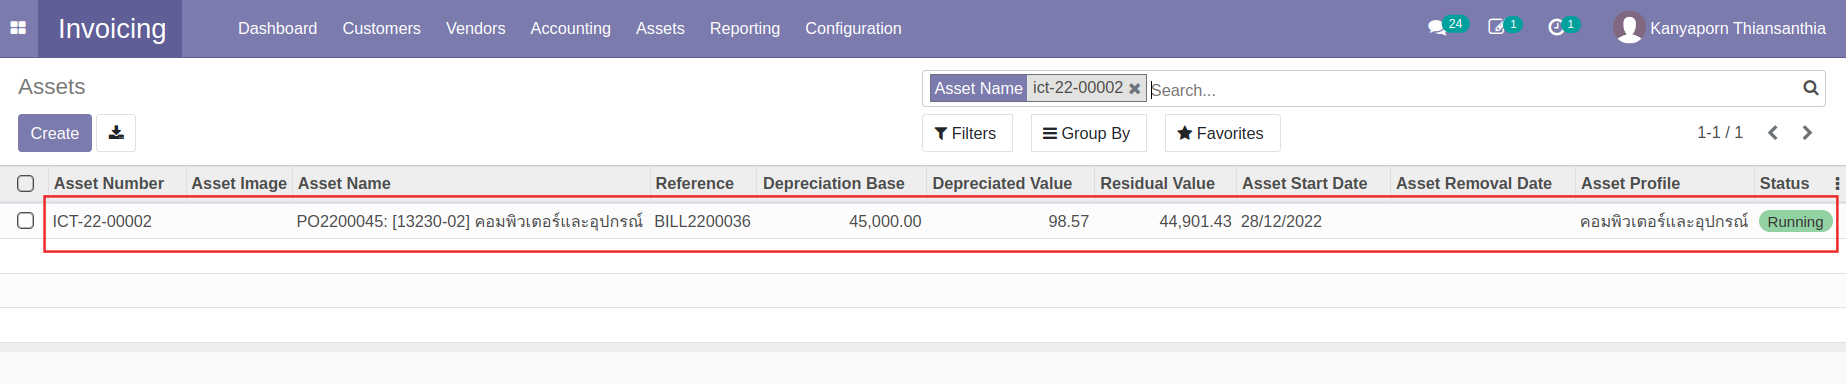 Invoicing Dashboard Customers Vendors Accounting Assets Reporting Configuration 24 1 1 Kanyaporn Thiansanthia
Assets Asset Name ict-22-00002 Search...
Create Filters Group By Favorites 1-1 / 1
Asset Number Asset Image Asset Name Reference Depreciation Base Depreciated Value Residual Value Asset Start Date Asset Removal Date Asset Profile Status
ICT-22-00002 PO2200045: [13230-02] คอมพิวเตอร์และอุปกรณ์ BILL2200036 45,000.00 98.57 44,901.43 28/12/2022 คอมพิวเตอร์และอุปกรณ์ Running